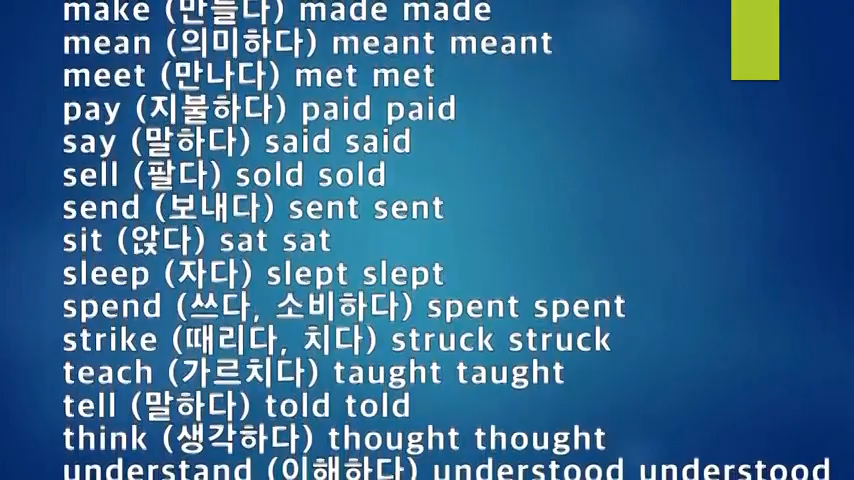 make (만들다) made made
mean (의미하다) meant meant
meet (만나다) met met
pay (지불하다) paid paid
say (말하다) said said
sell (팔다) sold sold
send (보내다) sent sent
sit (앉다) sat sat
sleep (자다) slept slept
spend (쓰다, 소비하다) spent spent
strike (때리다, 치다) struck struck
teach (가르치다) taught taught
tell (말하다) told told
think (생각하다) thought thought
understand (이해하다) understood understood